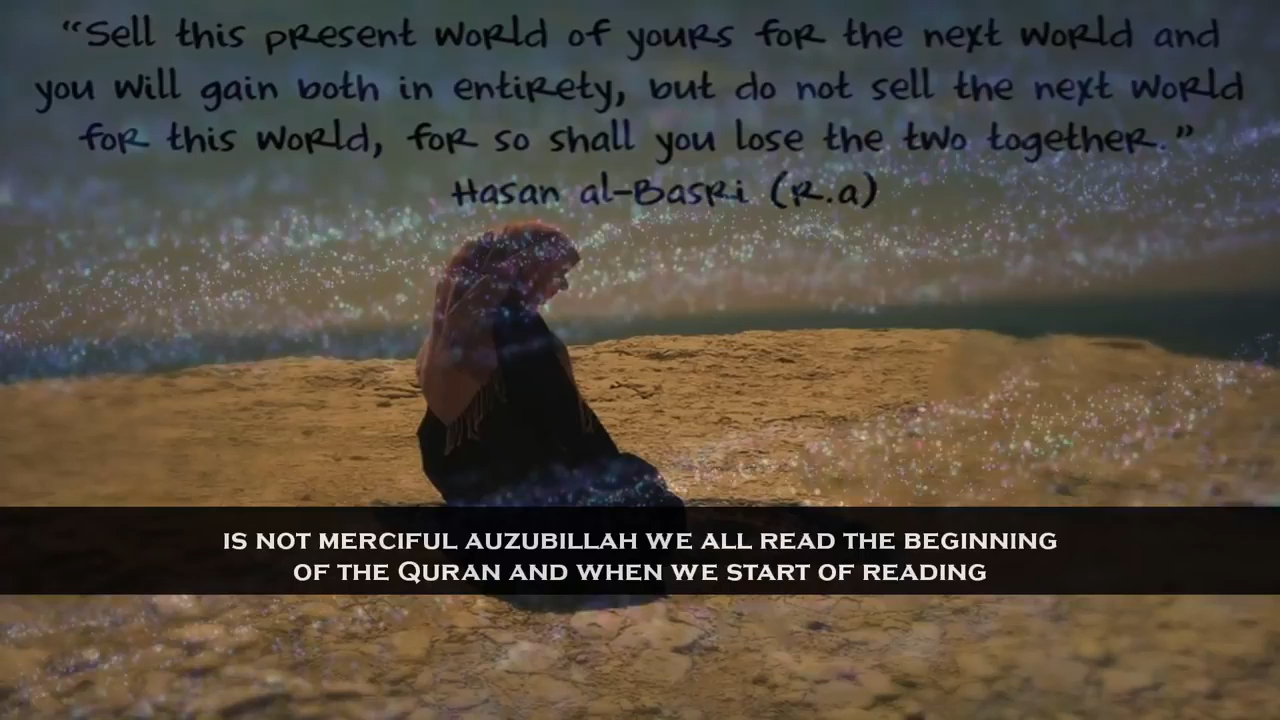 “Sell this present world of yours for the next world and
you will gain both in entirety, but do not sell the next world
for this world, for so shall you lose the two together.”
Hasan al-Basri (R.a)
IS NOT MERCIFUL AUZUBILLAH WE ALL READ THE BEGINNING
OF THE QURAN AND WHEN WE START OF READING